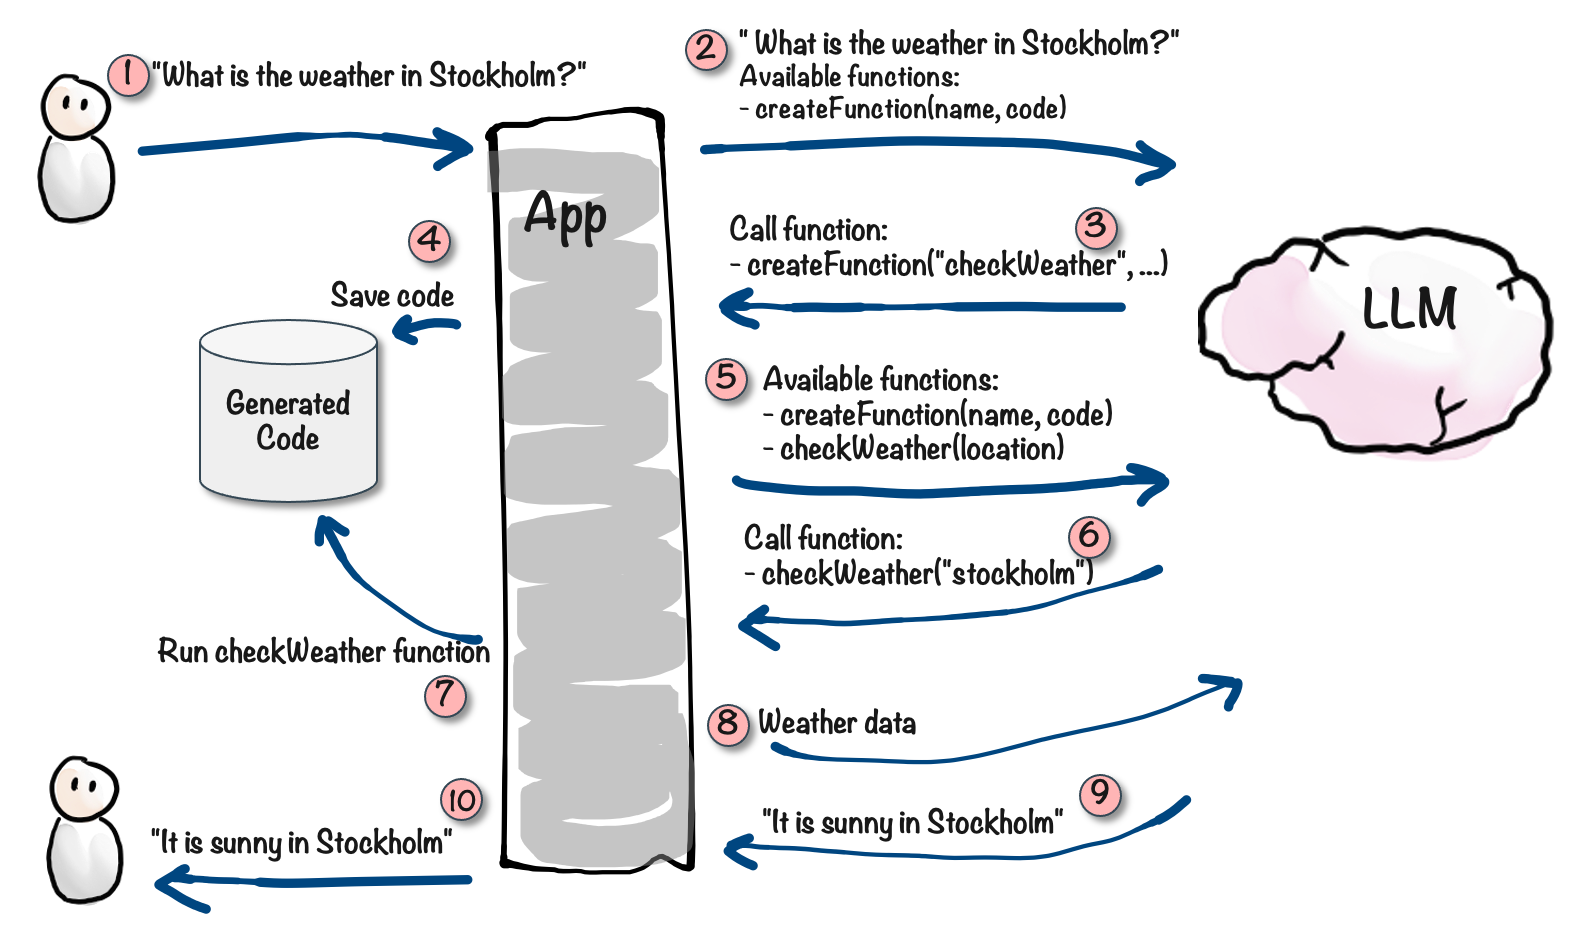 1 "What is the weather in Stockholm?"
2 " What is the weather in Stockholm?"
Available functions:
- createFunction(name, code)
App
3
Call function:
- createFunction("checkWeather", ...)
4
Save code
Generated
Code
LLM
5 Available functions:
- createFunction(name, code)
- checkWeather(location)
6
Call function:
- checkWeather("stockholm")
Run checkWeather function
7
8 Weather data
9
"It is sunny in Stockholm"
10
"It is sunny in Stockholm"